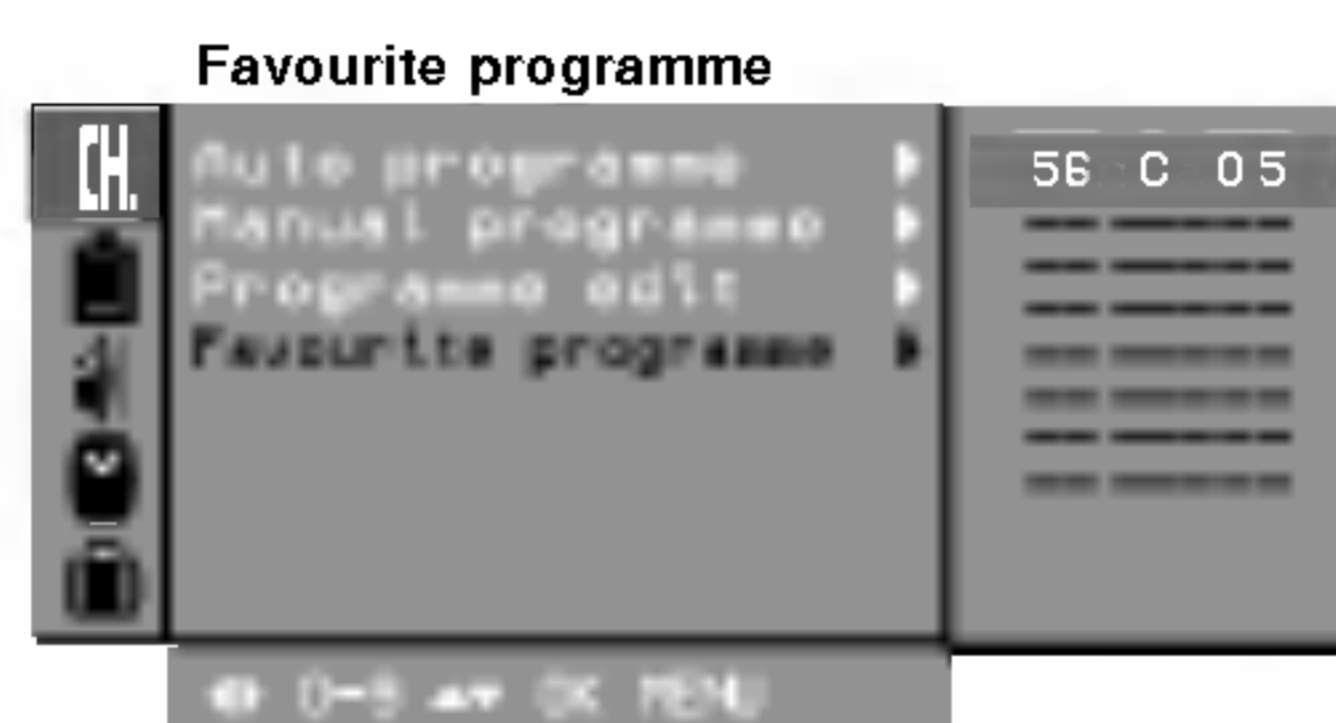 Favourite programme
CH.
Auto programme
Manual programme
Programme edit
Favourite programme
56 C 05
-- ------
-- ------
-- ------
-- ------
-- ------
-- ------
-- ------
0-9 OK MENU